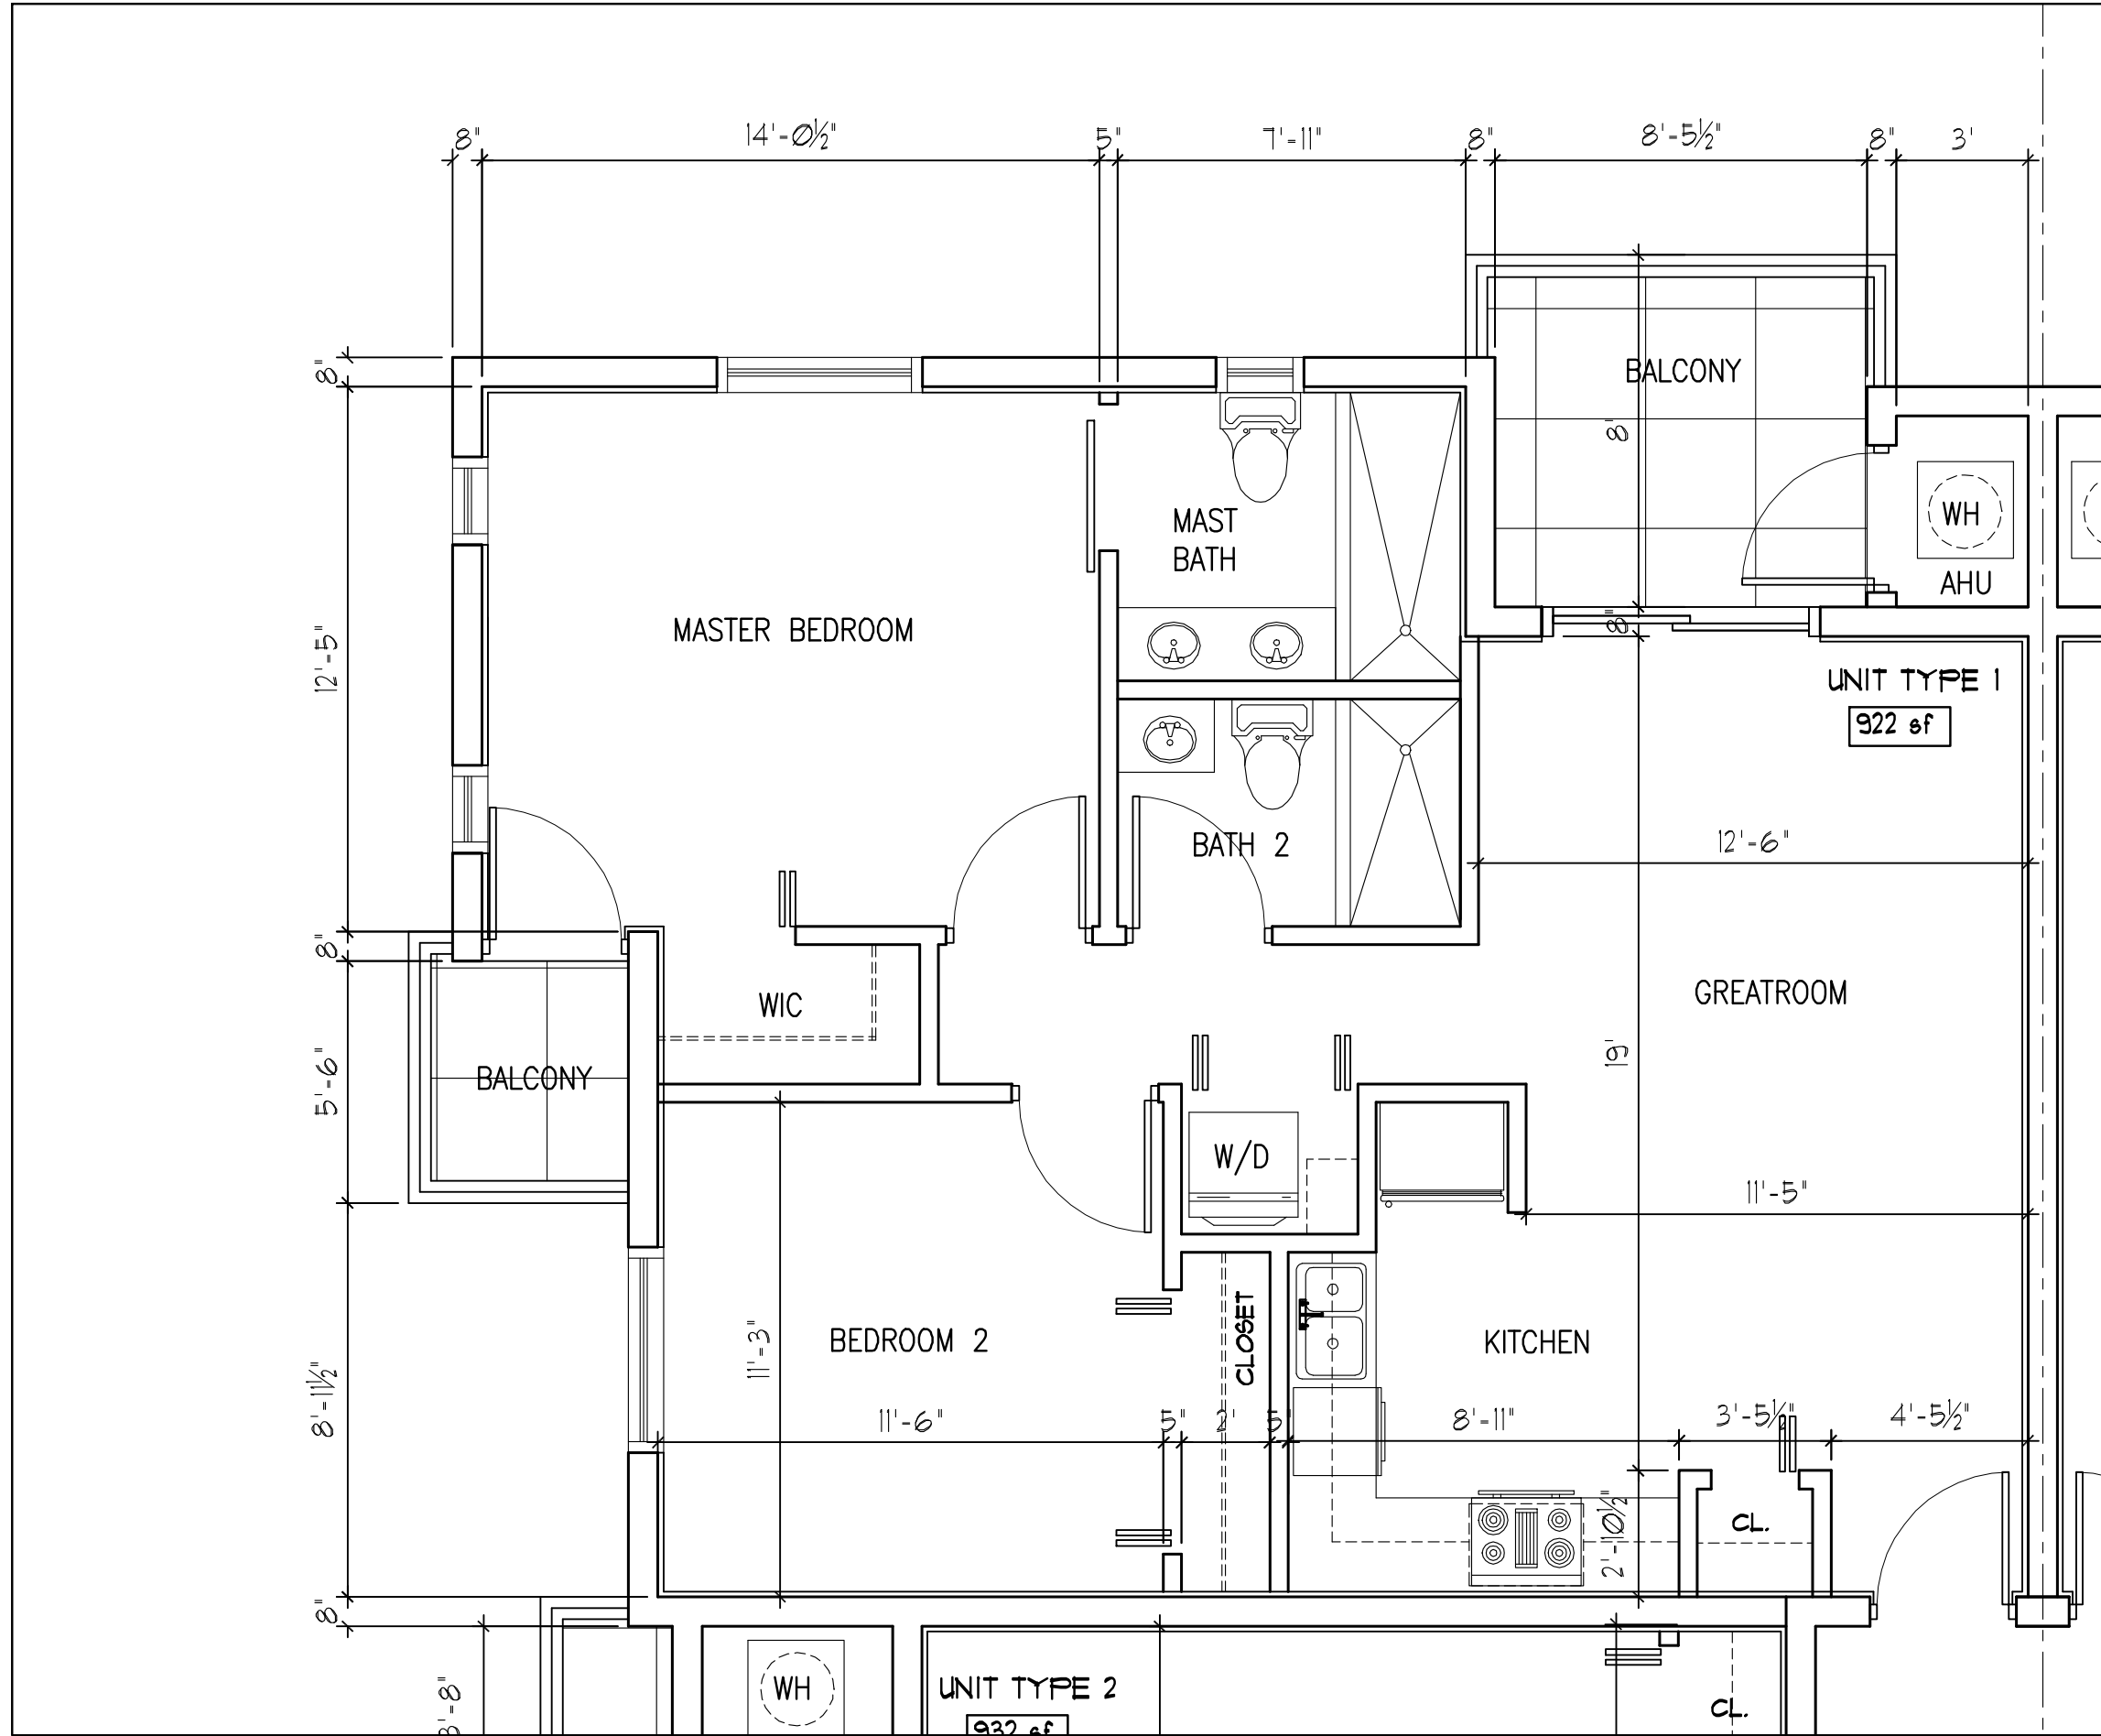 8" 14'-0½" 5" 7'-11" 8" 8'-5½" 8" 3'
8"
BALCONY
8'
MAST
BATH
WH
AHU
12'-5"
MASTER BEDROOM
8"
UNIT TYPE 1
922 sf
BATH 2
12'-6"
8"
WIC
GREATROOM
BALCONY
5'-6"
19'
W/D
11'-5"
CLOSET
BEDROOM 2
11'-3"
KITCHEN
8'-11½"
11'-6" 5" 2' 5" 8'-11" 3'-5½" 4'-5½"
2'-10½"
CL.
8"
WH
UNIT TYPE 2
CL.
932 sf